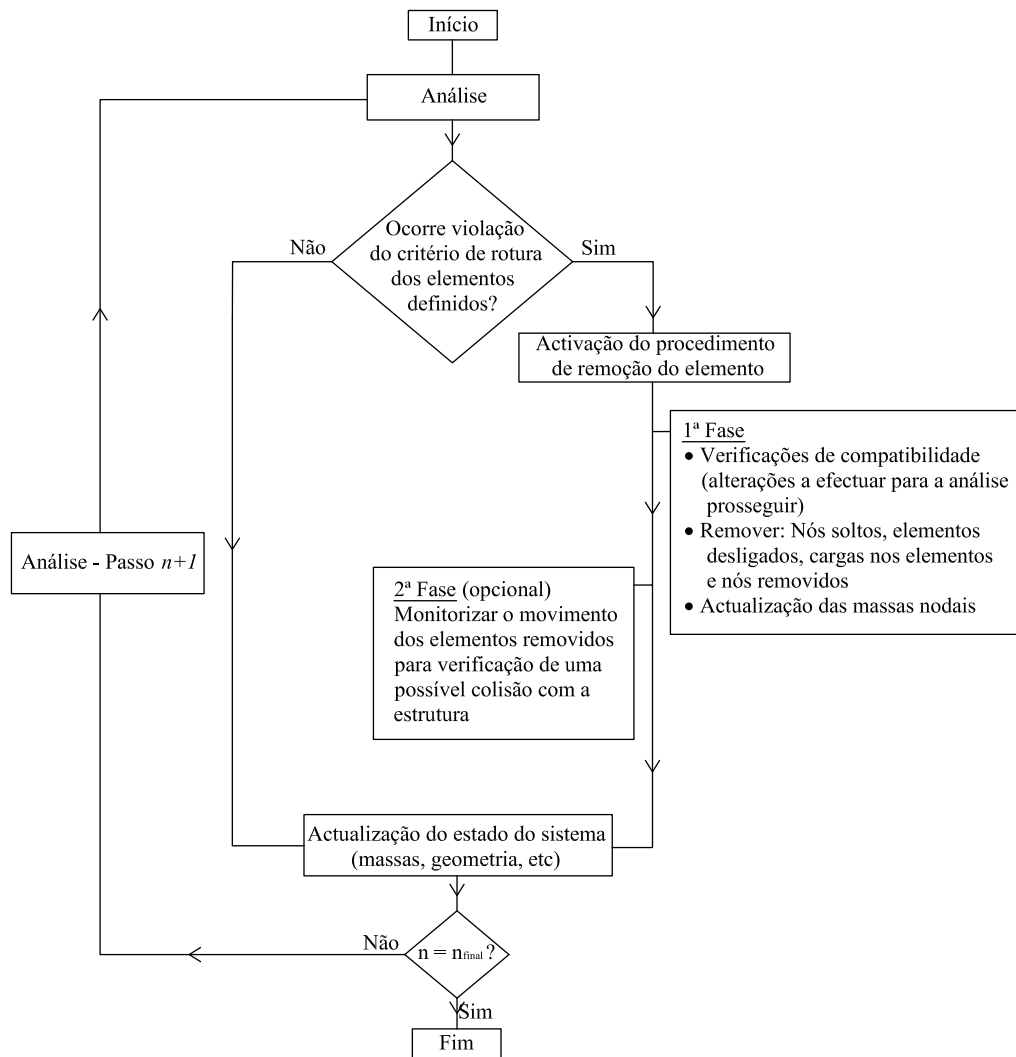 Início
Análise
Ocorre violação
do critério de rotura
dos elementos
definidos?
Não
Sim
Activação do procedimento
de remoção do elemento
1ª Fase
• Verificações de compatibilidade
(alterações a efectuar para a análise
prosseguir)
• Remover: Nós soltos, elementos
desligados, cargas nos elementos
e nós removidos
• Actualização das massas nodais
Análise - Passo n+1
2ª Fase (opcional)
Monitorizar o movimento
dos elementos removidos
para verificação de uma
possível colisão com a
estrutura
Actualização do estado do sistema
(massas, geometria, etc)
Não
n = nfinal ?
Sim
Fim